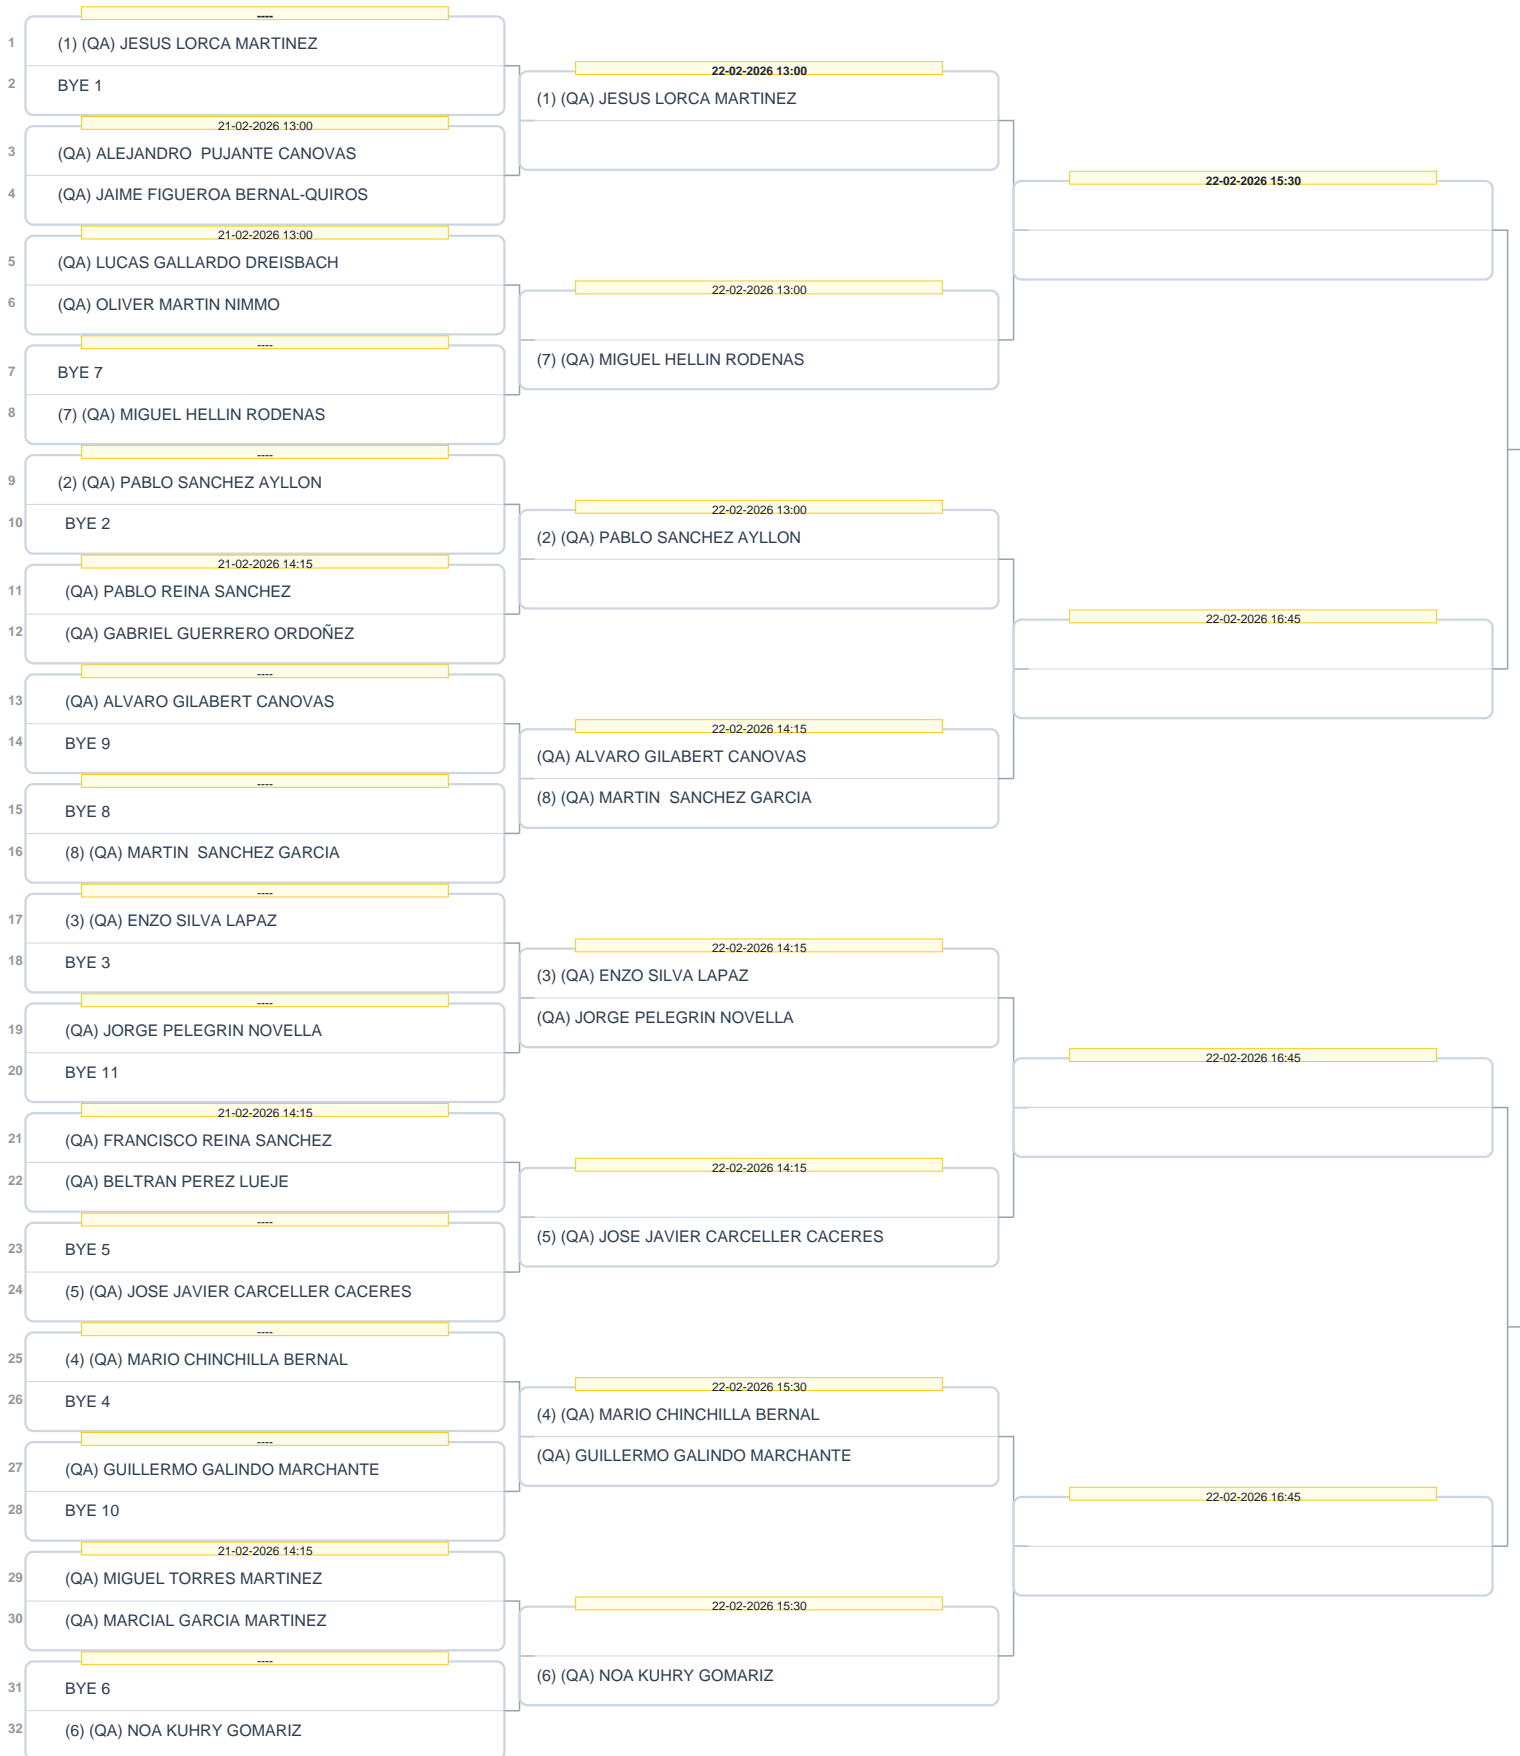 ----
1 (1) (QA) JESUS LORCA MARTINEZ
2 BYE 1
21-02-2026 13:00
3 (QA) ALEJANDRO  PUJANTE CANOVAS
4 (QA) JAIME FIGUEROA BERNAL-QUIROS
21-02-2026 13:00
5 (QA) LUCAS GALLARDO DREISBACH
6 (QA) OLIVER MARTIN NIMMO
----
7 BYE 7
8 (7) (QA) MIGUEL HELLIN RODENAS
----
9 (2) (QA) PABLO SANCHEZ AYLLON
10 BYE 2
21-02-2026 14:15
11 (QA) PABLO REINA SANCHEZ
12 (QA) GABRIEL GUERRERO ORDOÑEZ
----
13 (QA) ALVARO GILABERT CANOVAS
14 BYE 9
----
15 BYE 8
16 (8) (QA) MARTIN  SANCHEZ GARCIA
----
17 (3) (QA) ENZO SILVA LAPAZ
18 BYE 3
----
19 (QA) JORGE PELEGRIN NOVELLA
20 BYE 11
21-02-2026 14:15
21 (QA) FRANCISCO REINA SANCHEZ
22 (QA) BELTRAN PEREZ LUEJE
----
23 BYE 5
24 (5) (QA) JOSE JAVIER CARCELLER CACERES
----
25 (4) (QA) MARIO CHINCHILLA BERNAL
26 BYE 4
----
27 (QA) GUILLERMO GALINDO MARCHANTE
28 BYE 10
21-02-2026 14:15
29 (QA) MIGUEL TORRES MARTINEZ
30 (QA) MARCIAL GARCIA MARTINEZ
----
31 BYE 6
32 (6) (QA) NOA KUHRY GOMARIZ
22-02-2026 13:00
(1) (QA) JESUS LORCA MARTINEZ
22-02-2026 13:00
(7) (QA) MIGUEL HELLIN RODENAS
22-02-2026 13:00
(2) (QA) PABLO SANCHEZ AYLLON
22-02-2026 14:15
(QA) ALVARO GILABERT CANOVAS
(8) (QA) MARTIN  SANCHEZ GARCIA
22-02-2026 14:15
(3) (QA) ENZO SILVA LAPAZ
(QA) JORGE PELEGRIN NOVELLA
22-02-2026 14:15
(5) (QA) JOSE JAVIER CARCELLER CACERES
22-02-2026 15:30
(4) (QA) MARIO CHINCHILLA BERNAL
(QA) GUILLERMO GALINDO MARCHANTE
22-02-2026 15:30
(6) (QA) NOA KUHRY GOMARIZ
22-02-2026 15:30
22-02-2026 16:45
22-02-2026 16:45
22-02-2026 16:45